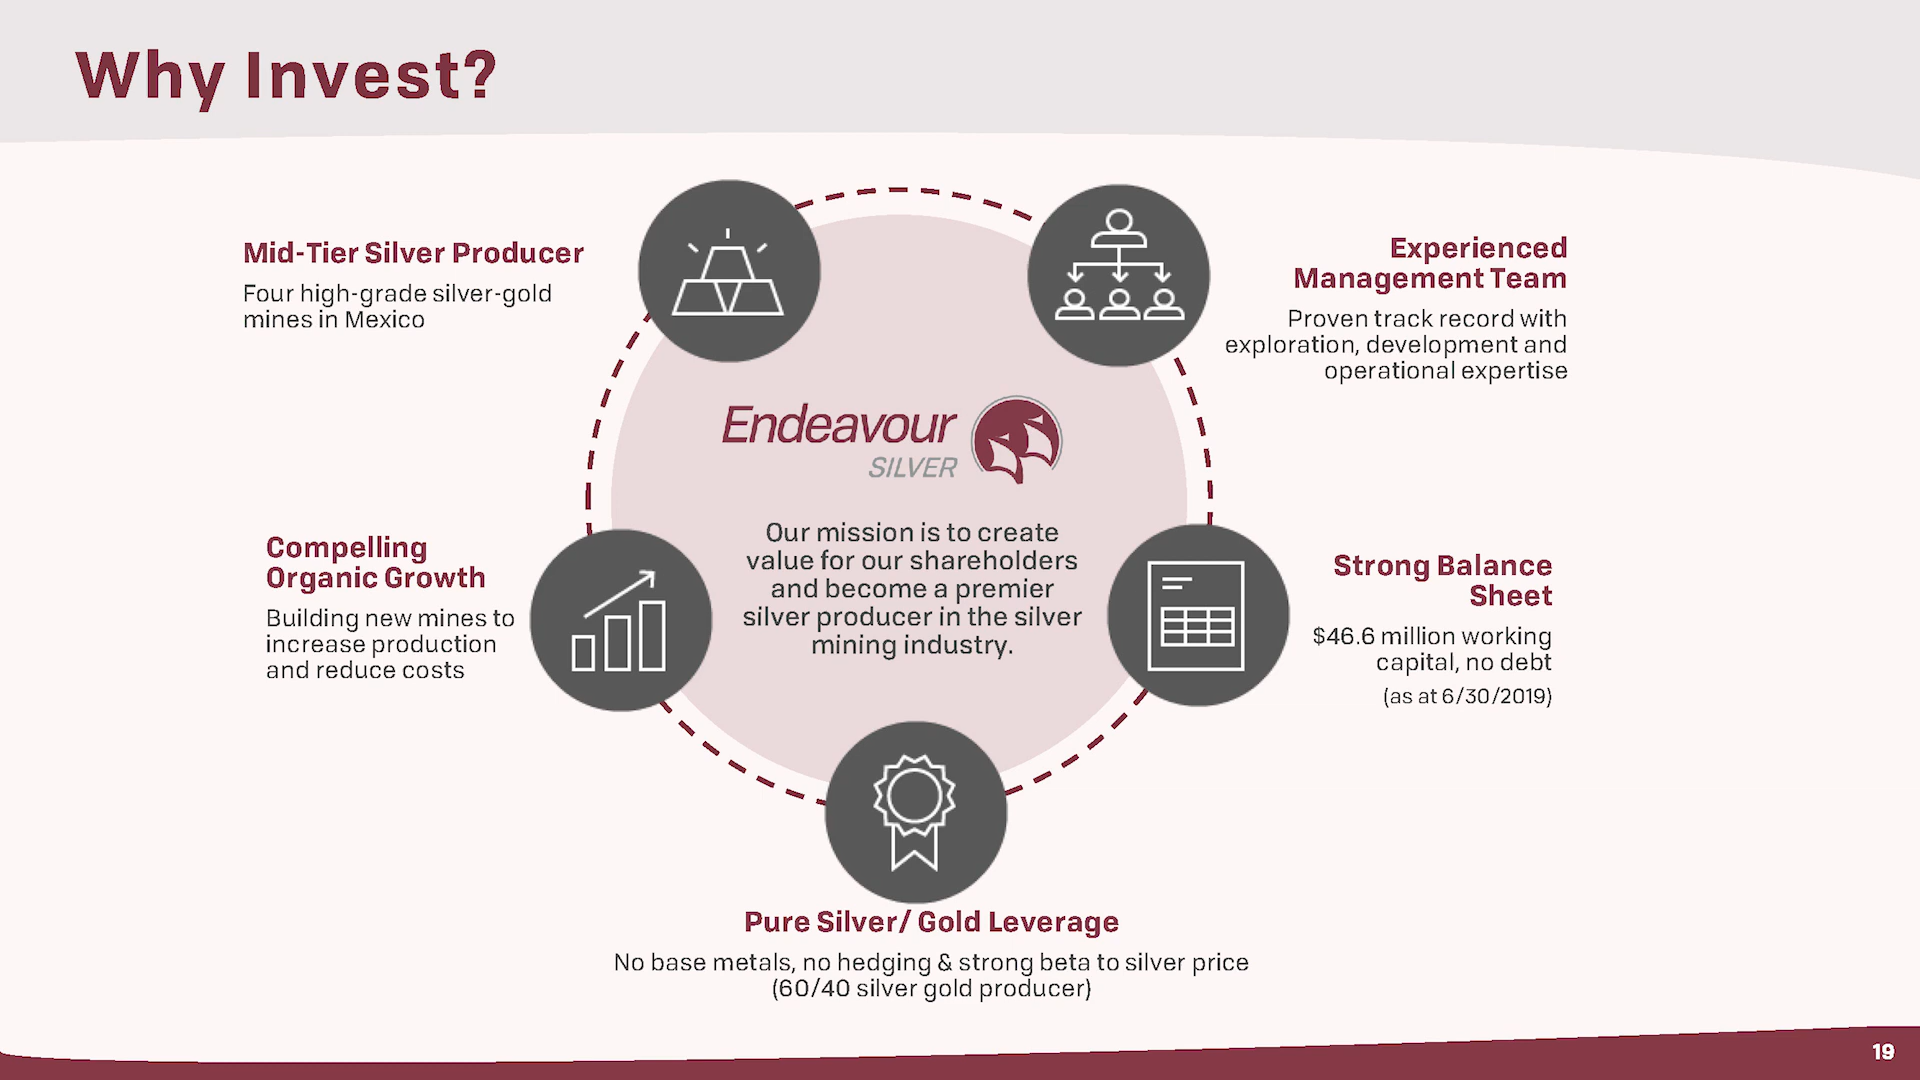 Why Invest?
Mid-Tier Silver Producer
Four high-grade silver-gold
mines in Mexico
Experienced
Management Team
Proven track record with
exploration, development and
operational expertise
Endeavour
SILVER
Our mission is to create
value for our shareholders
and become a premier
silver producer in the silver
mining industry.
Compelling
Organic Growth
Building new mines to
increase production
and reduce costs
Strong Balance
Sheet
$46.6 million working
capital, no debt
(as at 6/30/2019)
Pure Silver/ Gold Leverage
No base metals, no hedging & strong beta to silver price
(60/40 silver gold producer)
19